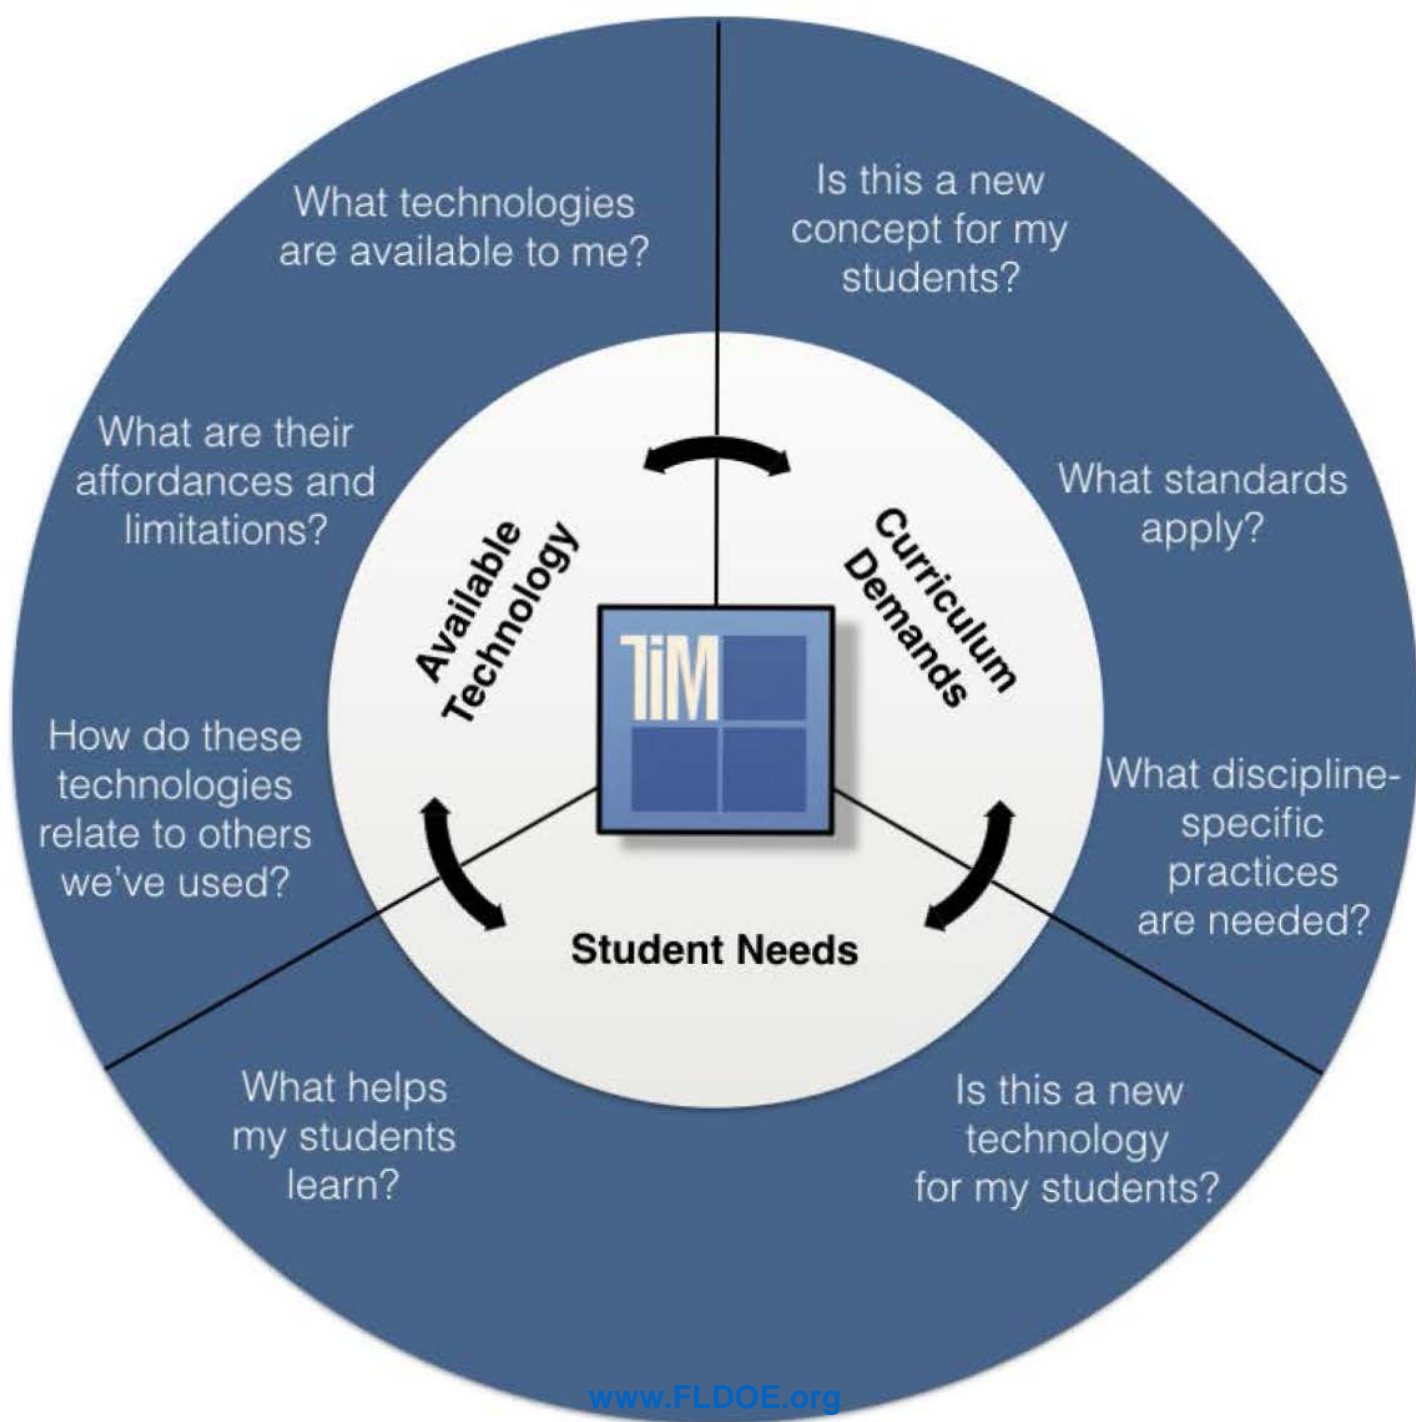 What technologies
are available to me?
Is this a new
concept for my
students?
What are their
affordances and
limitations?
What standards
apply?
Available
Technology
Curriculum
Demands
TiM
How do these
technologies
relate to others
we've used?
What discipline-
specific
practices
are needed?
Student Needs
What helps
my students
learn?
Is this a new
technology
for my students?
www.FLDOE.org